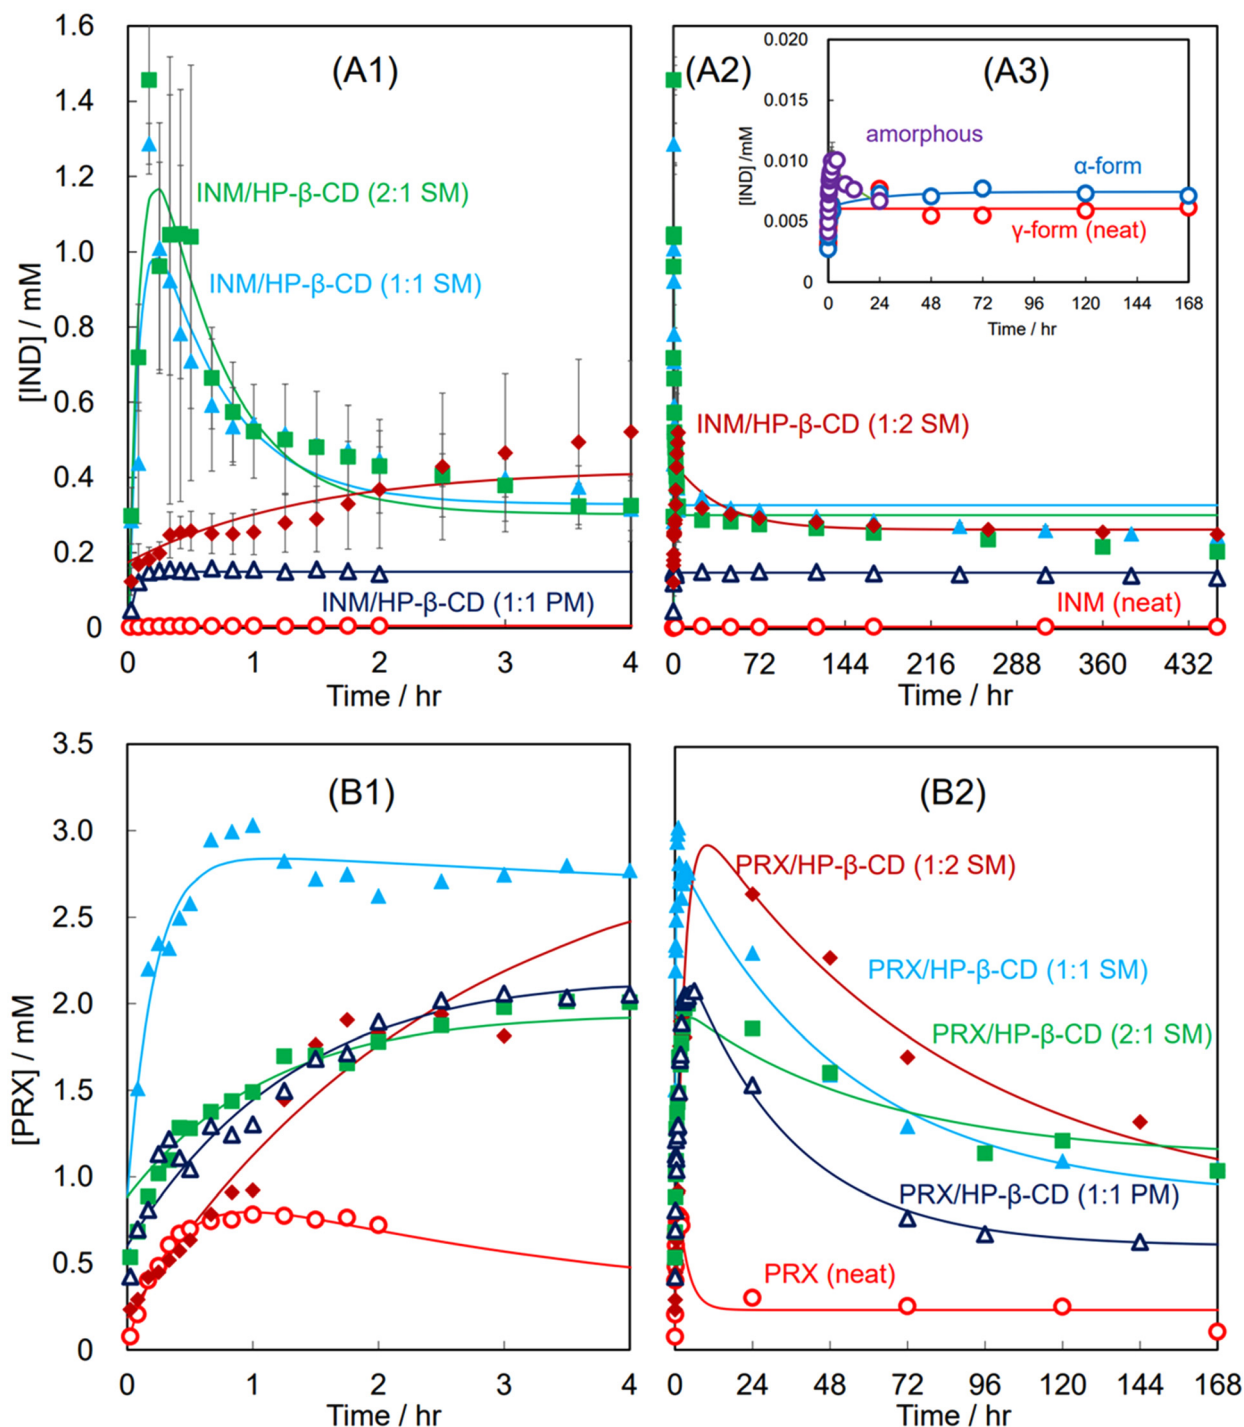 (A1)
[IND] / mM
1.6
1.4
1.2
1.0
0.8
0.6
0.4
0.2
0
INM/HP-β-CD (2:1 SM)
INM/HP-β-CD (1:1 SM)
INM/HP-β-CD (1:1 PM)
0 1 2 3 4
Time / hr
(A2)
INM/HP-β-CD (1:2 SM)
INM (neat)
0 72 144 216 288 360 432
Time / hr
(A3)
[IND] /mM
0.020
0.015
0.010
0.005
0
amorphous
α-form
γ-form (neat)
0 24 48 72 96 120 144 168
Time / hr
(B1)
[PRX] / mM
3.5
3.0
2.5
2.0
1.5
1.0
0.5
0
0 1 2 3 4
Time / hr
(B2)
PRX/HP-β-CD (1:2 SM)
PRX/HP-β-CD (1:1 SM)
PRX/HP-β-CD (2:1 SM)
PRX/HP-β-CD (1:1 PM)
PRX (neat)
0 24 48 72 96 120 144 168
Time / hr